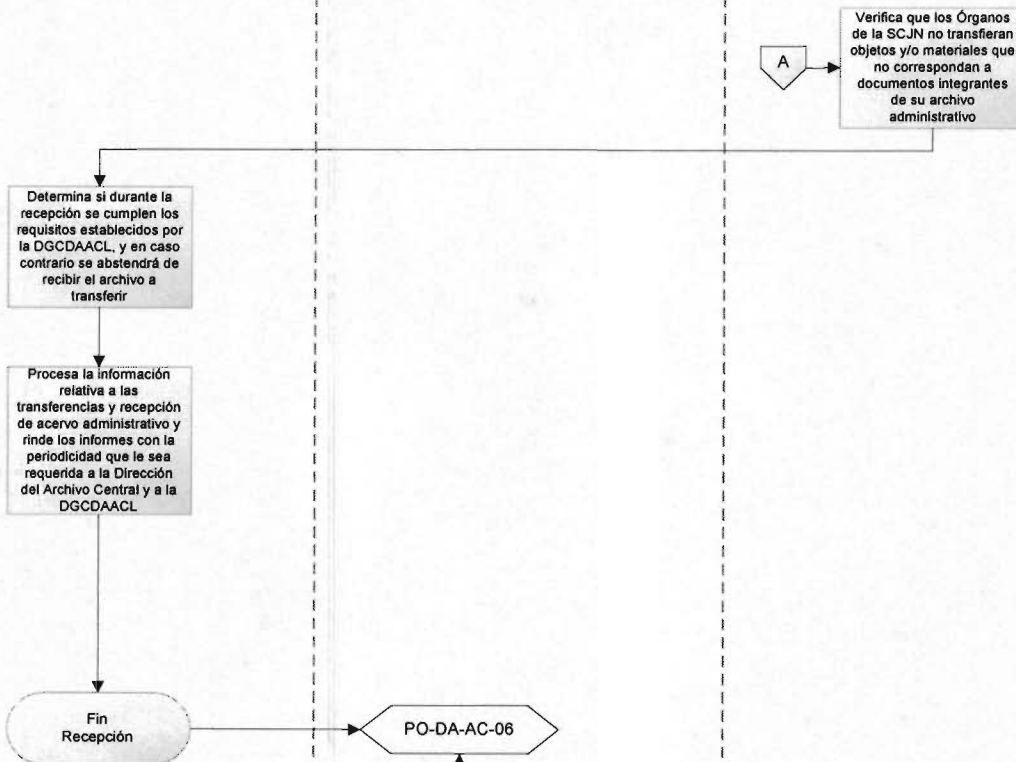 Verifica que los Órganos
de la SCJN no transfieran
objetos y/o materiales que
no correspondan a
documentos integrantes
de su archivo
administrativo
A
Determina si durante la
recepción se cumplen los
requisitos establecidos por
la DGCDAACL, y en caso
contrario se abstendrá de
recibir el archivo a
transferir
Procesa la información
relativa a las
transferencias y recepción
de acervo administrativo y
rinde los informes con la
periodicidad que le sea
requerida a la Dirección
del Archivo Central y a la
DGCDAACL
Fin
Recepción
PO-DA-AC-06